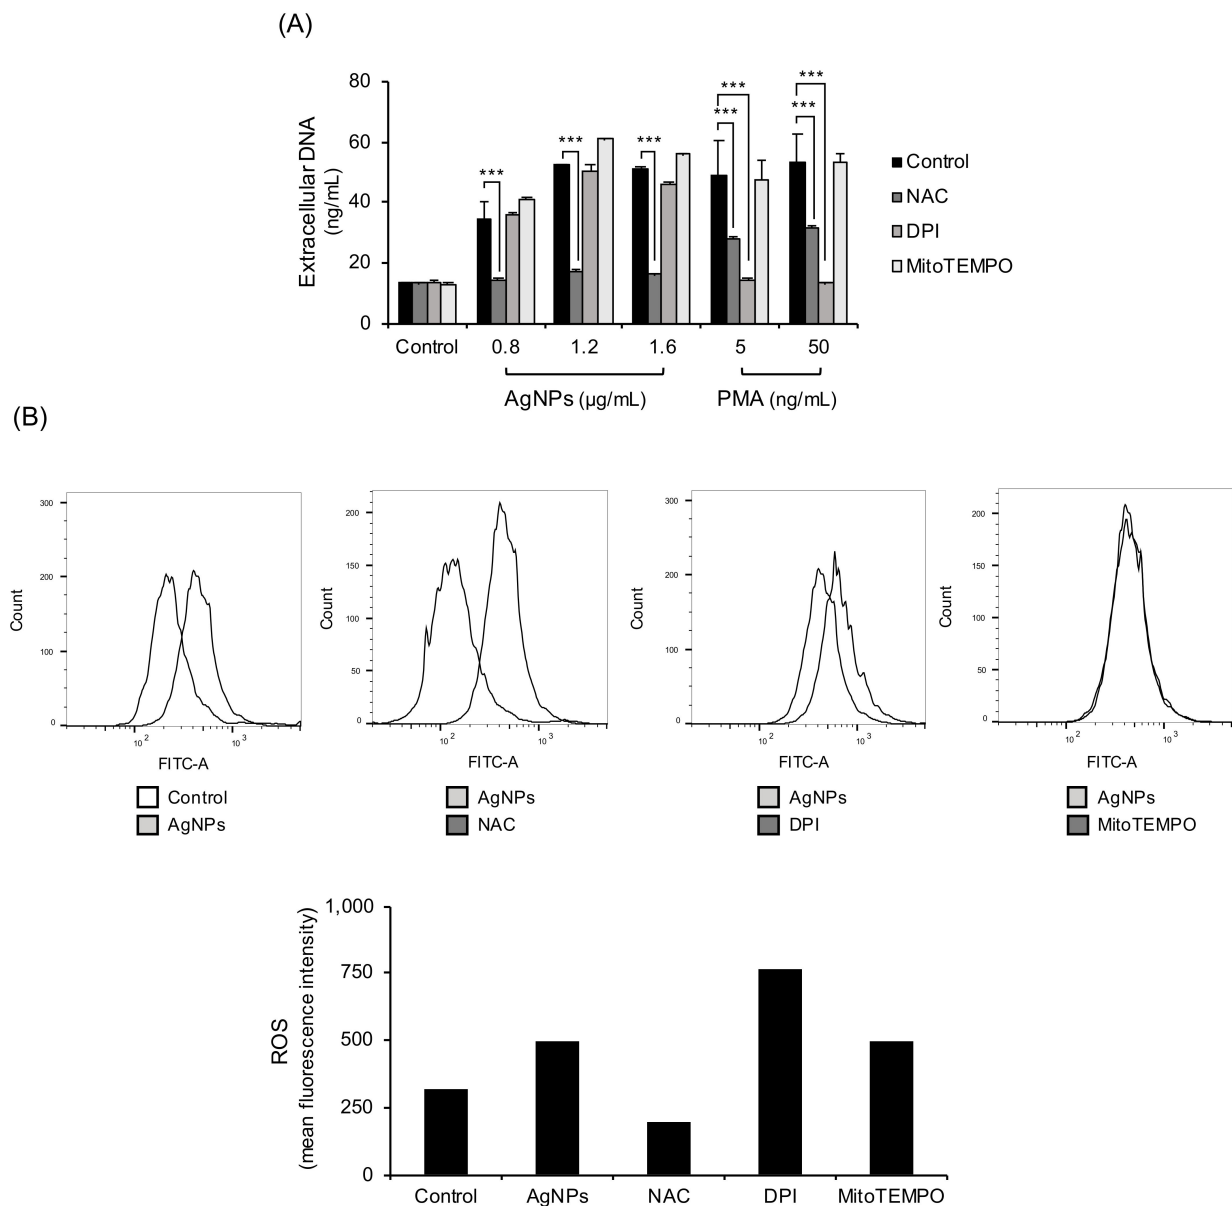 (A)
80
60
40
20
0
Extracellular DNA
(ng/mL)
***
***
***
***
***
***
***
Control
NAC
DPI
MitoTEMPO
Control 0.8 1.2 1.6 5 50
AgNPs (µg/mL) PMA (ng/mL)
(B)
300
200
100
0
Count
10 2 10 3
FITC-A
Control
AgNPs
200
150
100
50
0
Count
10 2 10 3
FITC-A
AgNPs
NAC
300
200
100
0
Count
10 2 10 3
FITC-A
AgNPs
DPI
200
150
100
50
0
Count
10 2 10 3
FITC-A
AgNPs
MitoTEMPO
1,000
750
500
250
0
ROS
(mean fluorescence intensity)
Control AgNPs NAC DPI MitoTEMPO